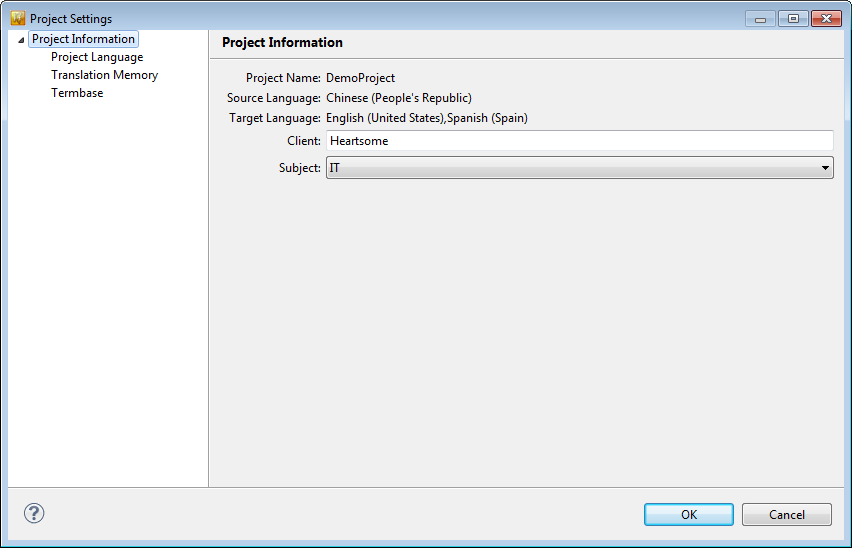 Project Settings
Project Information
Project Language
Translation Memory
Termbase
Project Information
Project Name: DemoProject
Source Language: Chinese (People's Republic)
Target Language: English (United States),Spanish (Spain)
Client: Heartsome
Subject: IT
?
OK Cancel